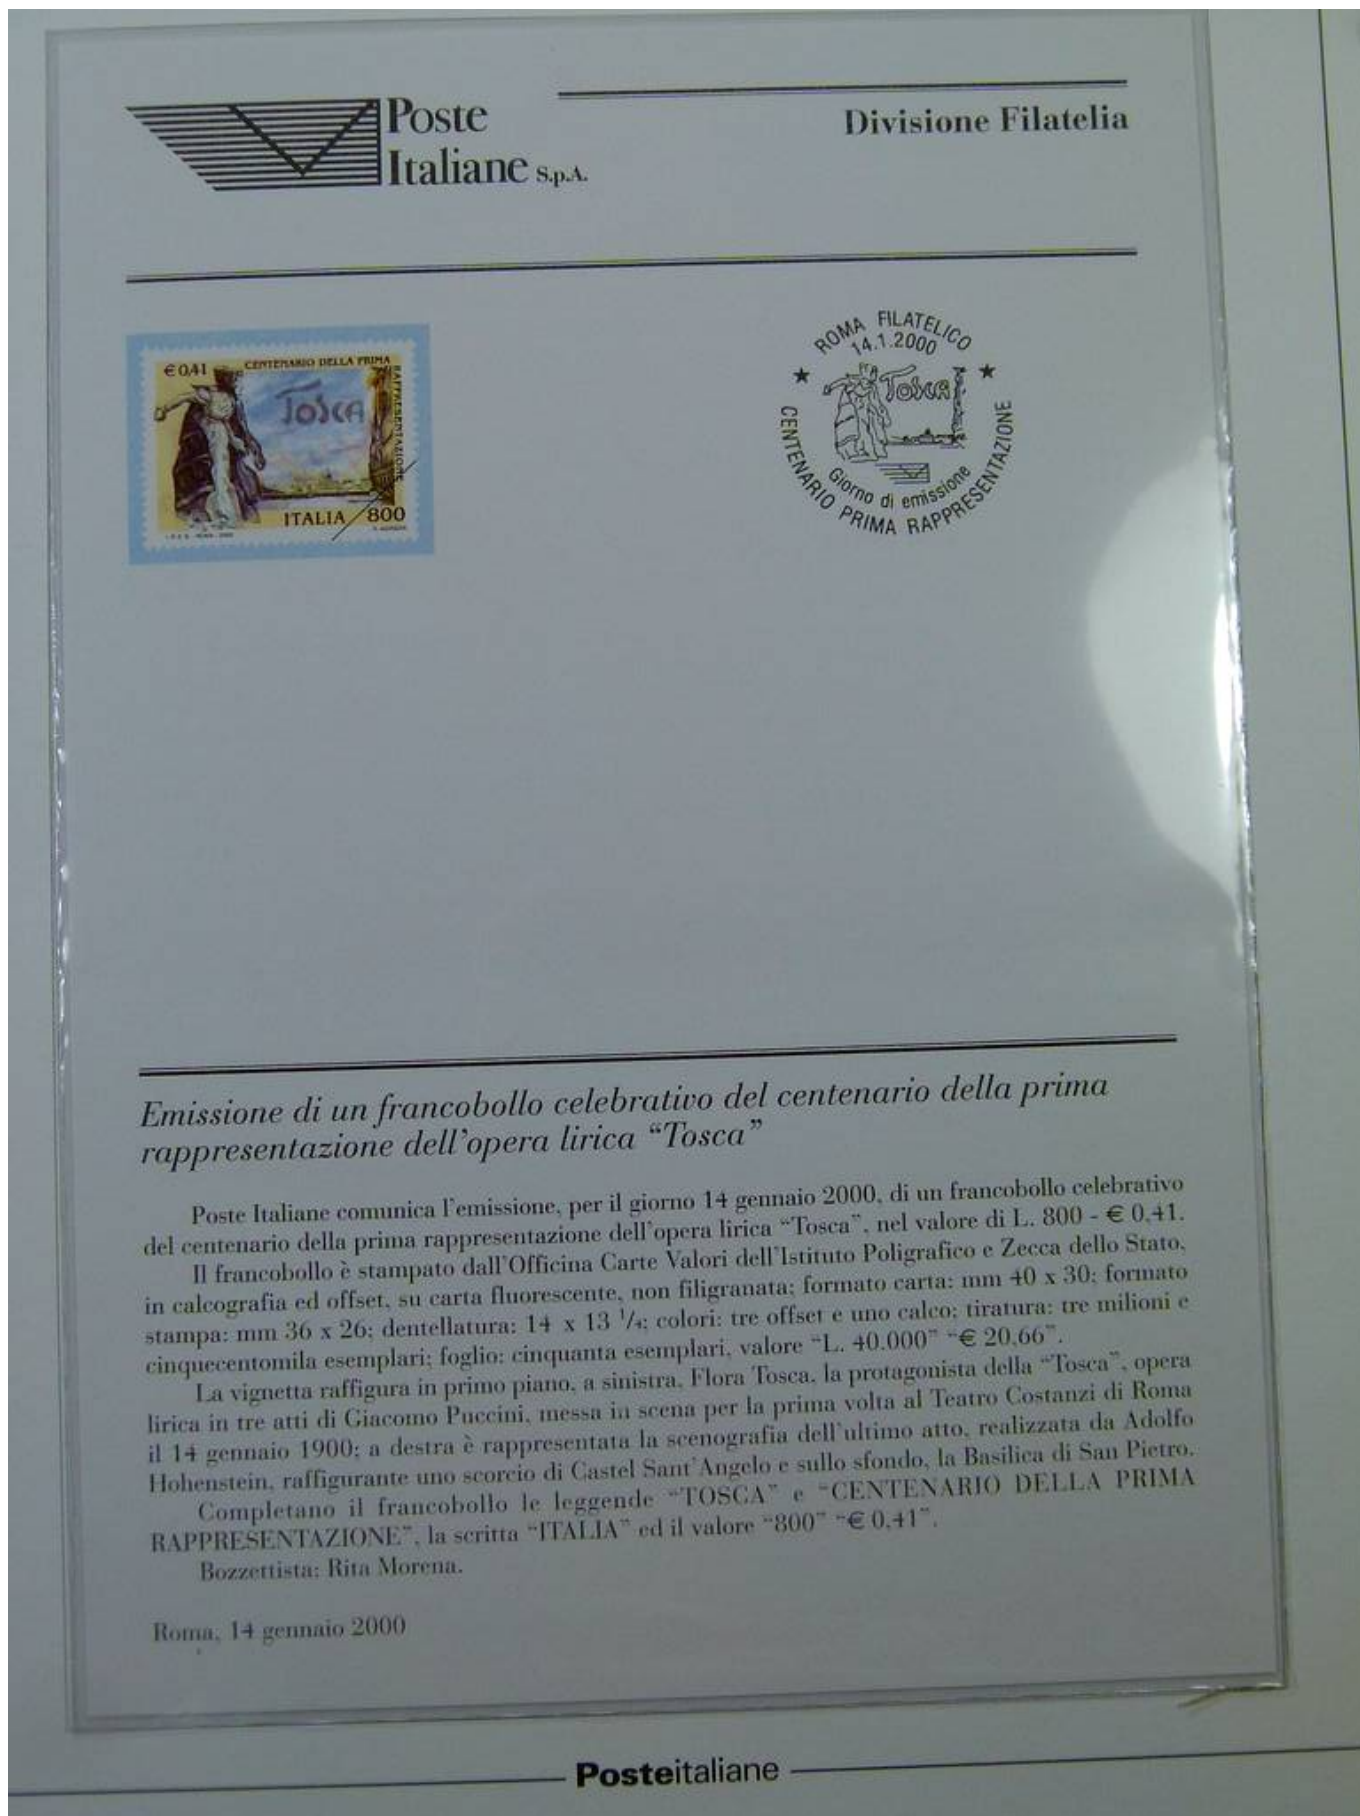 Poste
Italiane S.p.A.
Divisione Filatelia
€ 0,41
CENTENARIO DELLA PRIMA
RAPPRESENTAZIONE
Tosca
ITALIA 800
ROMA FILATELICO
14.1.2000
Tosca
Giorno di emissione
CENTENARIO PRIMA RAPPRESENTAZIONE
Emissione di un francobollo celebrativo del centenario della prima
rappresentazione dell'opera lirica “Tosca”
Poste Italiane comunica l'emissione, per il giorno 14 gennaio 2000, di un francobollo celebrativo
del centenario della prima rappresentazione dell'opera lirica “Tosca”, nel valore di L. 800 - € 0,41.
Il francobollo è stampato dall'Officina Carte Valori dell'Istituto Poligrafico e Zecca dello Stato,
in calcografia ed offset, su carta fluorescente, non filigranata; formato carta: mm 40 x 30; formato
stampa: mm 36 x 26; dentellatura: 14 x 13 ¼; colori: tre offset e uno calco; tiratura: tre milioni e
cinquecentomila esemplari; foglio: cinquanta esemplari, valore “L. 40.000” “€ 20,66”.
La vignetta raffigura in primo piano, a sinistra, Flora Tosca, la protagonista della “Tosca”, opera
lirica in tre atti di Giacomo Puccini, messa in scena per la prima volta al Teatro Costanzi di Roma
il 14 gennaio 1900; a destra è rappresentata la scenografia dell'ultimo atto, realizzata da Adolfo
Hohenstein, raffigurante uno scorcio di Castel Sant'Angelo e sullo sfondo, la Basilica di San Pietro.
Completano il francobollo le leggende “TOSCA” e “CENTENARIO DELLA PRIMA
RAPPRESENTAZIONE”, la scritta “ITALIA” ed il valore “800” “€ 0,41”.
Bozzettista: Rita Morena.
Roma, 14 gennaio 2000
Posteitaliane